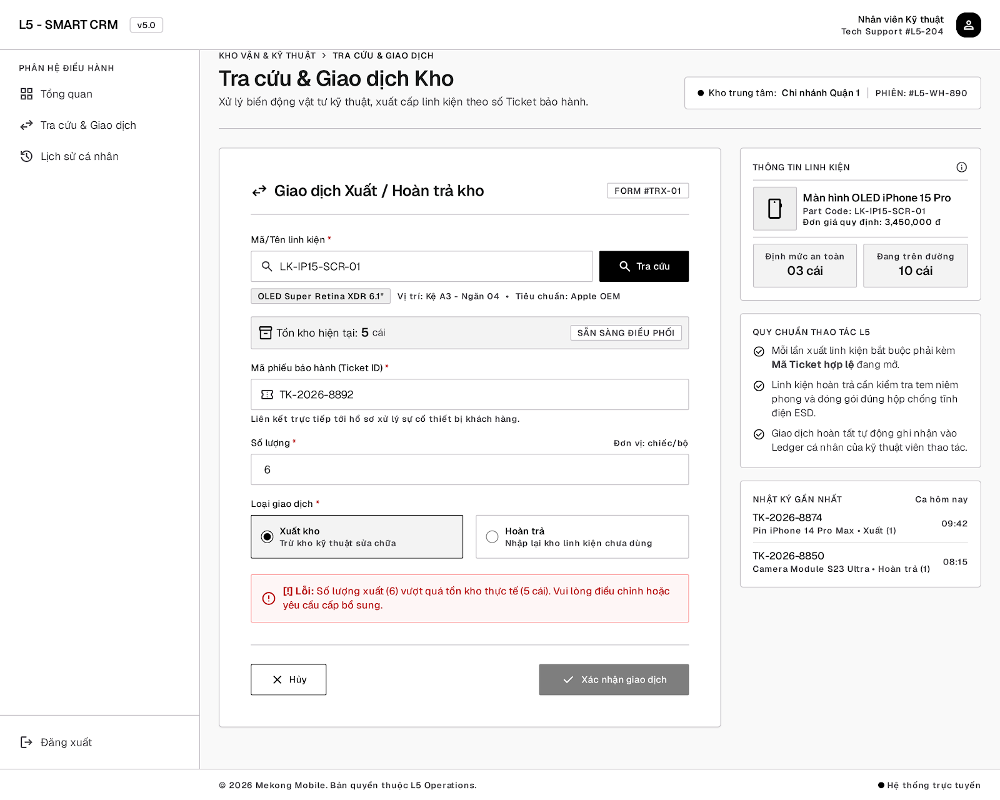 L5 - SMART CRM
v5.0
Nhân viên Kỹ thuật
Tech Support #L5-204
PHÂN HỆ ĐIỀU HÀNH
Tổng quan
Tra cứu & Giao dịch
Lịch sử cá nhân
Đăng xuất
KHO VẬN & KỸ THUẬT > TRA CỨU & GIAO DỊCH
Tra cứu & Giao dịch Kho
Xử lý biến động vật tư kỹ thuật, xuất cấp linh kiện theo số Ticket bảo hành.
Kho trung tâm: Chi nhánh Quận 1 | PHIÊN: #L5-WH-890
Giao dịch Xuất / Hoàn trả kho
FORM #TRX-01
Mã/Tên linh kiện *
LK-IP15-SCR-01
Tra cứu
OLED Super Retina XDR 6.1" Vị trí: Kệ A3 - Ngăn 04 • Tiêu chuẩn: Apple OEM
Tồn kho hiện tại: 5 cái
SẴN SÀNG ĐIỀU PHỐI
Mã phiếu bảo hành (Ticket ID) *
TK-2026-8892
Liên kết trực tiếp tới hồ sơ xử lý sự cố thiết bị khách hàng.
Số lượng *
Đơn vị: chiếc/bộ
6
Loại giao dịch *
Xuất kho
Trừ kho kỹ thuật sửa chữa
Hoàn trả
Nhập lại kho linh kiện chưa dùng
[!] Lỗi: Số lượng xuất (6) vượt quá tồn kho thực tế (5 cái). Vui lòng điều chỉnh hoặc
yêu cầu cấp bổ sung.
Hủy
Xác nhận giao dịch
THÔNG TIN LINH KIỆN
Màn hình OLED iPhone 15 Pro
Part Code: LK-IP15-SCR-01
Đơn giá quy định: 3,450,000 đ
Định mức an toàn
03 cái
Đang trên đường
10 cái
QUY CHUẨN THAO TÁC L5
Mỗi lần xuất linh kiện bắt buộc phải kèm
Mã Ticket hợp lệ đang mở.
Linh kiện hoàn trả cần kiểm tra tem niêm
phong và đóng gói đúng hộp chống tĩnh
điện ESD.
Giao dịch hoàn tất tự động ghi nhận vào
Ledger cá nhân của kỹ thuật viên thao tác.
NHẬT KÝ GẦN NHẤT
Ca hôm nay
TK-2026-8874
Pin iPhone 14 Pro Max • Xuất (1)
09:42
TK-2026-8850
Camera Module S23 Ultra • Hoàn trả (1)
08:15
© 2026 Mekong Mobile. Bản quyền thuộc L5 Operations.
Hệ thống trực tuyến